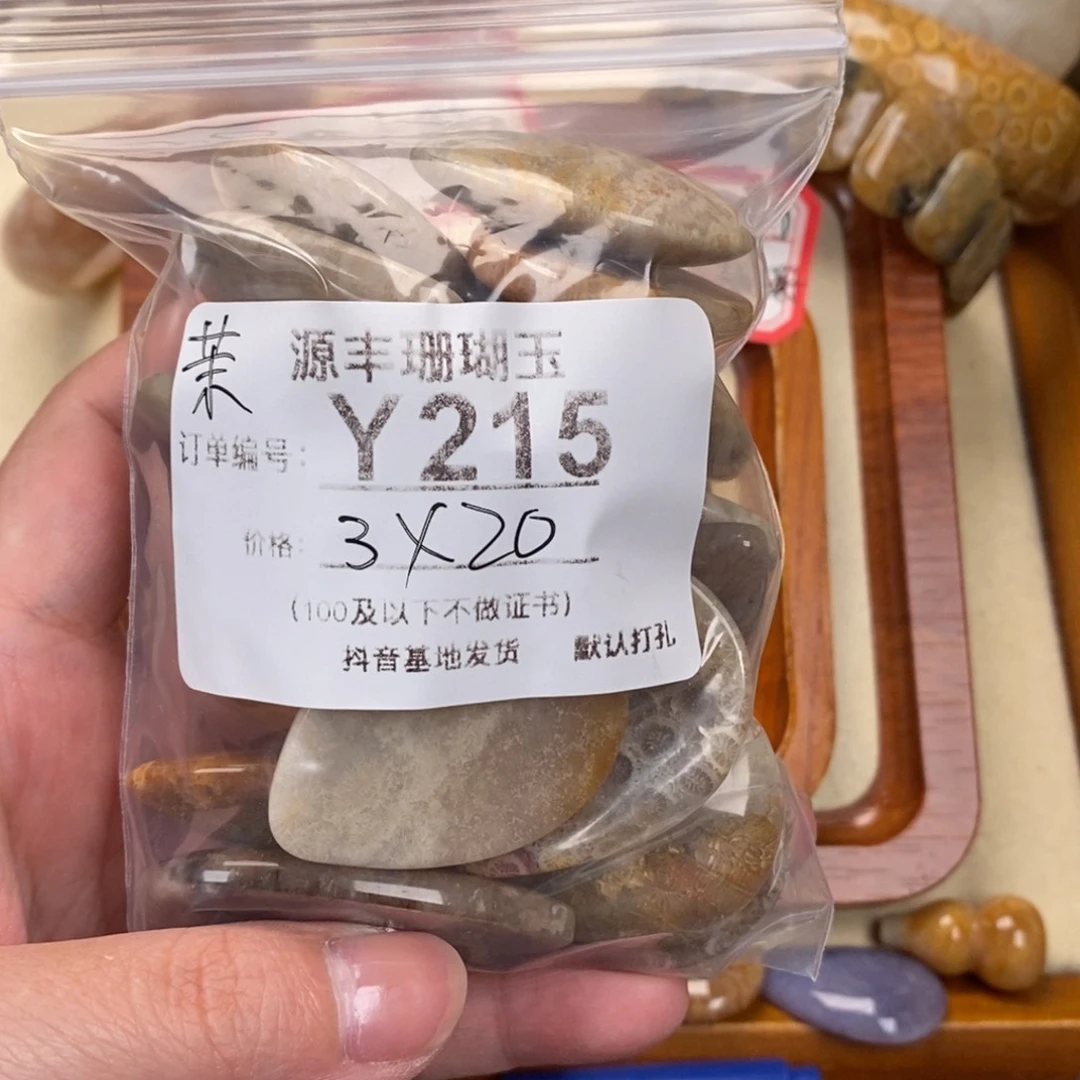 源丰珊瑚玉
订单编号: Y215
价格: 3X20
(100及以下不做证书)
抖音基地发货 默认打孔